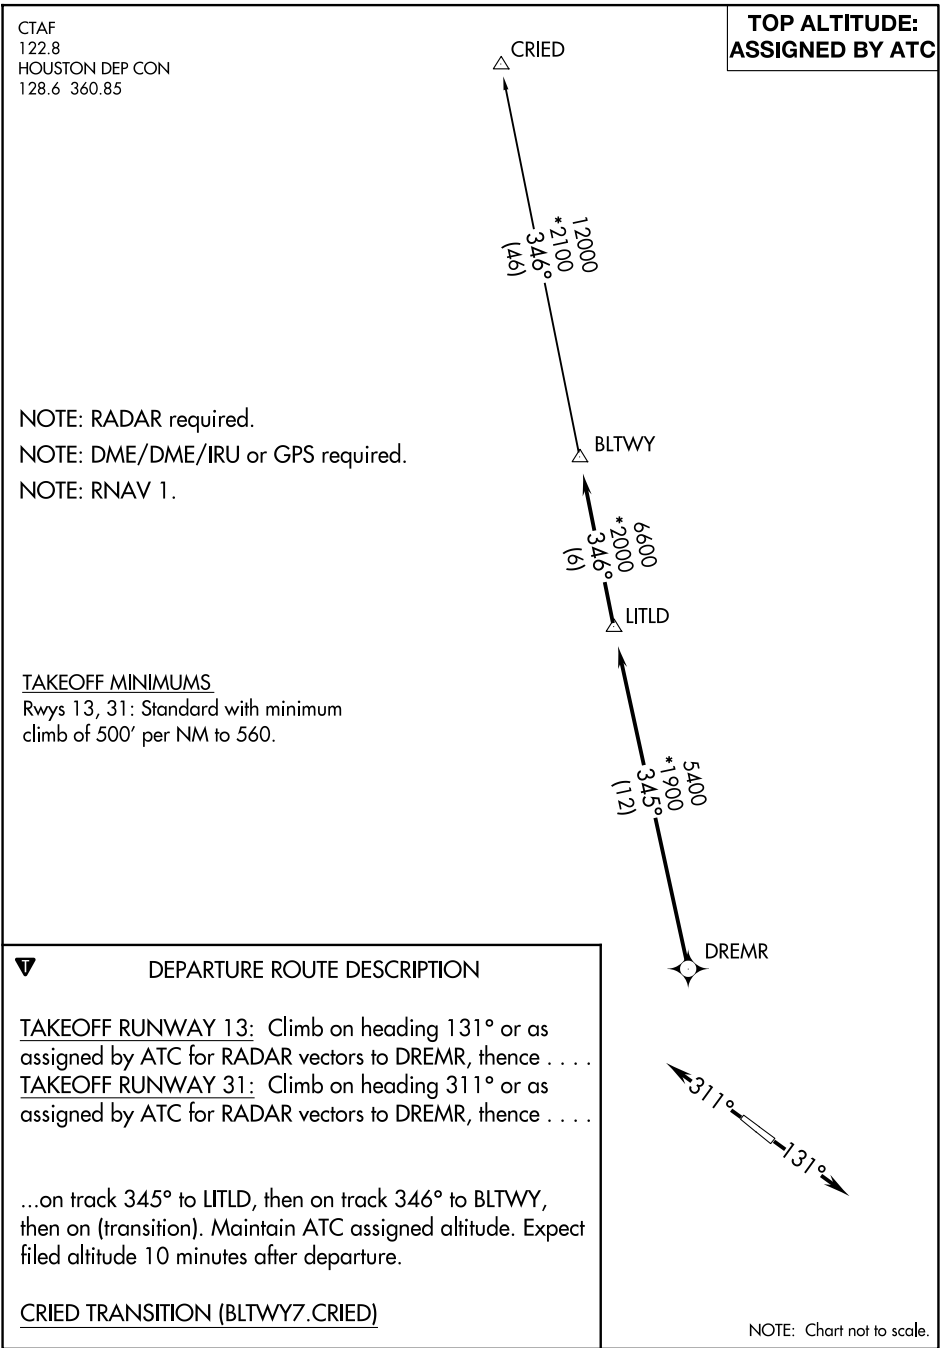 CTAF
122.8
HOUSTON DEP CON
128.6 360.85
TOP ALTITUDE:
ASSIGNED BY ATC
CRIED
12000
*2100
346°
(46)
NOTE: RADAR required.
NOTE: DME/DME/IRU or GPS required.
NOTE: RNAV 1.
BLTWY
6600
*2000
346°
(6)
LITLD
TAKEOFF MINIMUMS
Rwys 13, 31: Standard with minimum
climb of 500' per NM to 560.
5400
*1900
345°
(12)
DREMR
T
DEPARTURE ROUTE DESCRIPTION
TAKEOFF RUNWAY 13: Climb on heading 131° or as
assigned by ATC for RADAR vectors to DREMR, thence . . . .
TAKEOFF RUNWAY 31: Climb on heading 311° or as
assigned by ATC for RADAR vectors to DREMR, thence . . . .
...on track 345° to LITLD, then on track 346° to BLTWY,
then on (transition). Maintain ATC assigned altitude. Expect
filed altitude 10 minutes after departure.
CRIED TRANSITION (BLTWY7.CRIED)
311°
131°
NOTE: Chart not to scale.